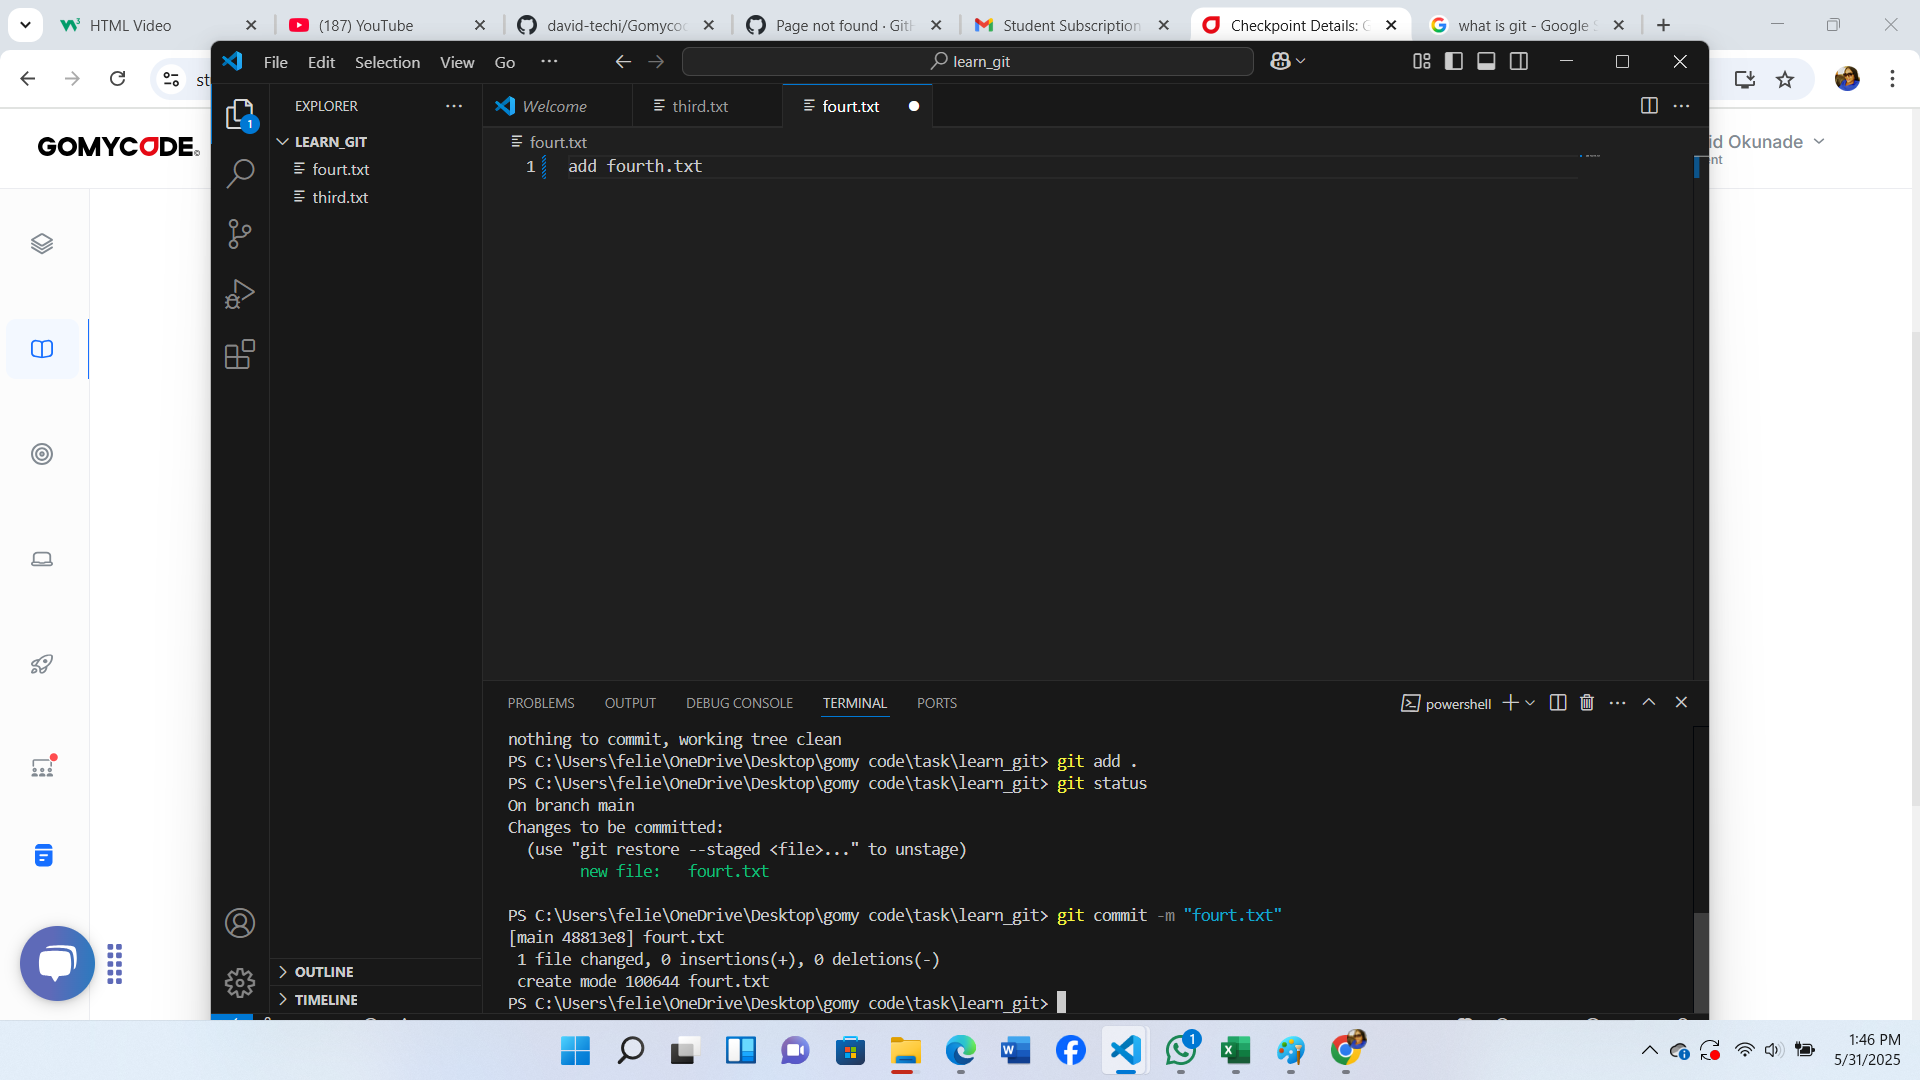 HTML Video
(187) YouTube
david-techi/Gomycoc
Page not found · Gith
Student Subscription
Checkpoint Details: G
what is git - Google S
File Edit Selection View Go ···
learn_git
GOMYCODE
id Okunade
nt
EXPLORER
Welcome
third.txt
fourt.txt
1
LEARN_GIT
fourt.txt
third.txt
fourt.txt
1 add fourth.txt
PROBLEMS OUTPUT DEBUG CONSOLE TERMINAL PORTS
powershell
nothing to commit, working tree clean
PS C:\Users\felie\OneDrive\Desktop\gomy code\task\learn_git> git add .
PS C:\Users\felie\OneDrive\Desktop\gomy code\task\learn_git> git status
On branch main
Changes to be committed:
(use "git restore --staged <file>..." to unstage)
new file: fourt.txt
PS C:\Users\felie\OneDrive\Desktop\gomy code\task\learn_git> git commit -m "fourt.txt"
[main 48813e8] fourt.txt
1 file changed, 0 insertions(+), 0 deletions(-)
create mode 100644 fourt.txt
PS C:\Users\felie\OneDrive\Desktop\gomy code\task\learn_git>
OUTLINE
TIMELINE
1
1:46 PM
5/31/2025